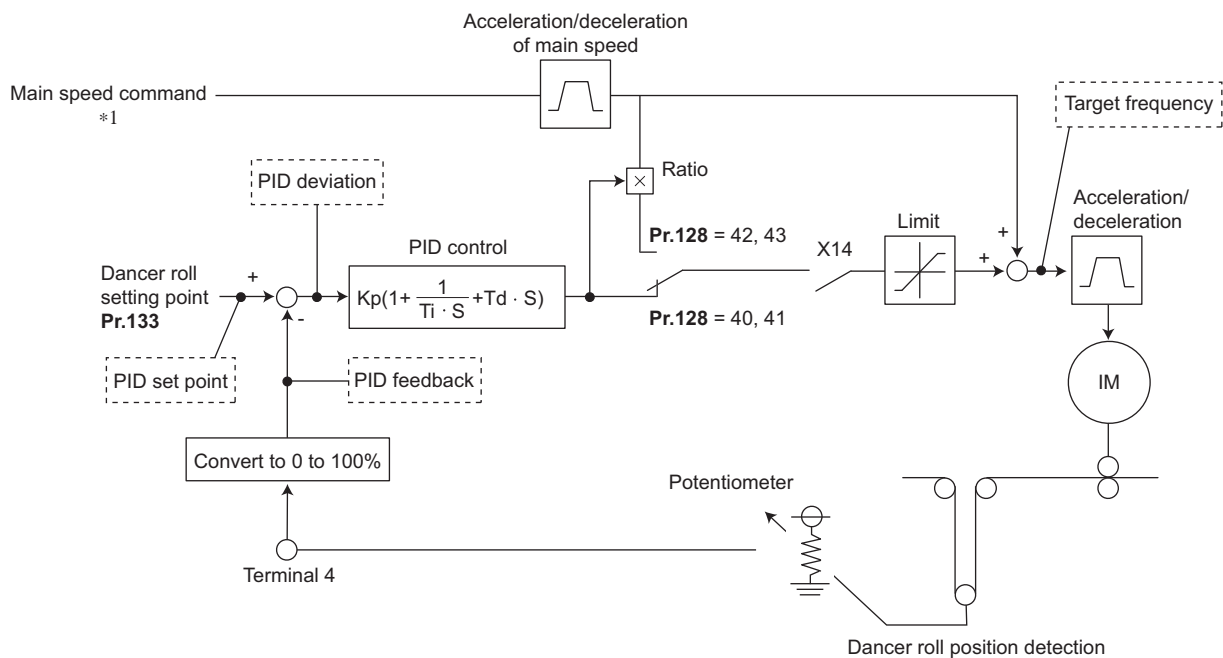 Acceleration/deceleration
of main speed
Main speed command
*1
Target frequency
PID deviation
Ratio
×
Acceleration/
deceleration
Pr.128 = 42, 43
Limit
X14
PID control
+
+
Dancer roll
setting point
Pr.133
+
-
Kp(1+ 1/(Ti · S) +Td · S)
Pr.128 = 40, 41
PID set point
PID feedback
IM
Convert to 0 to 100%
Potentiometer
Terminal 4
Dancer roll position detection